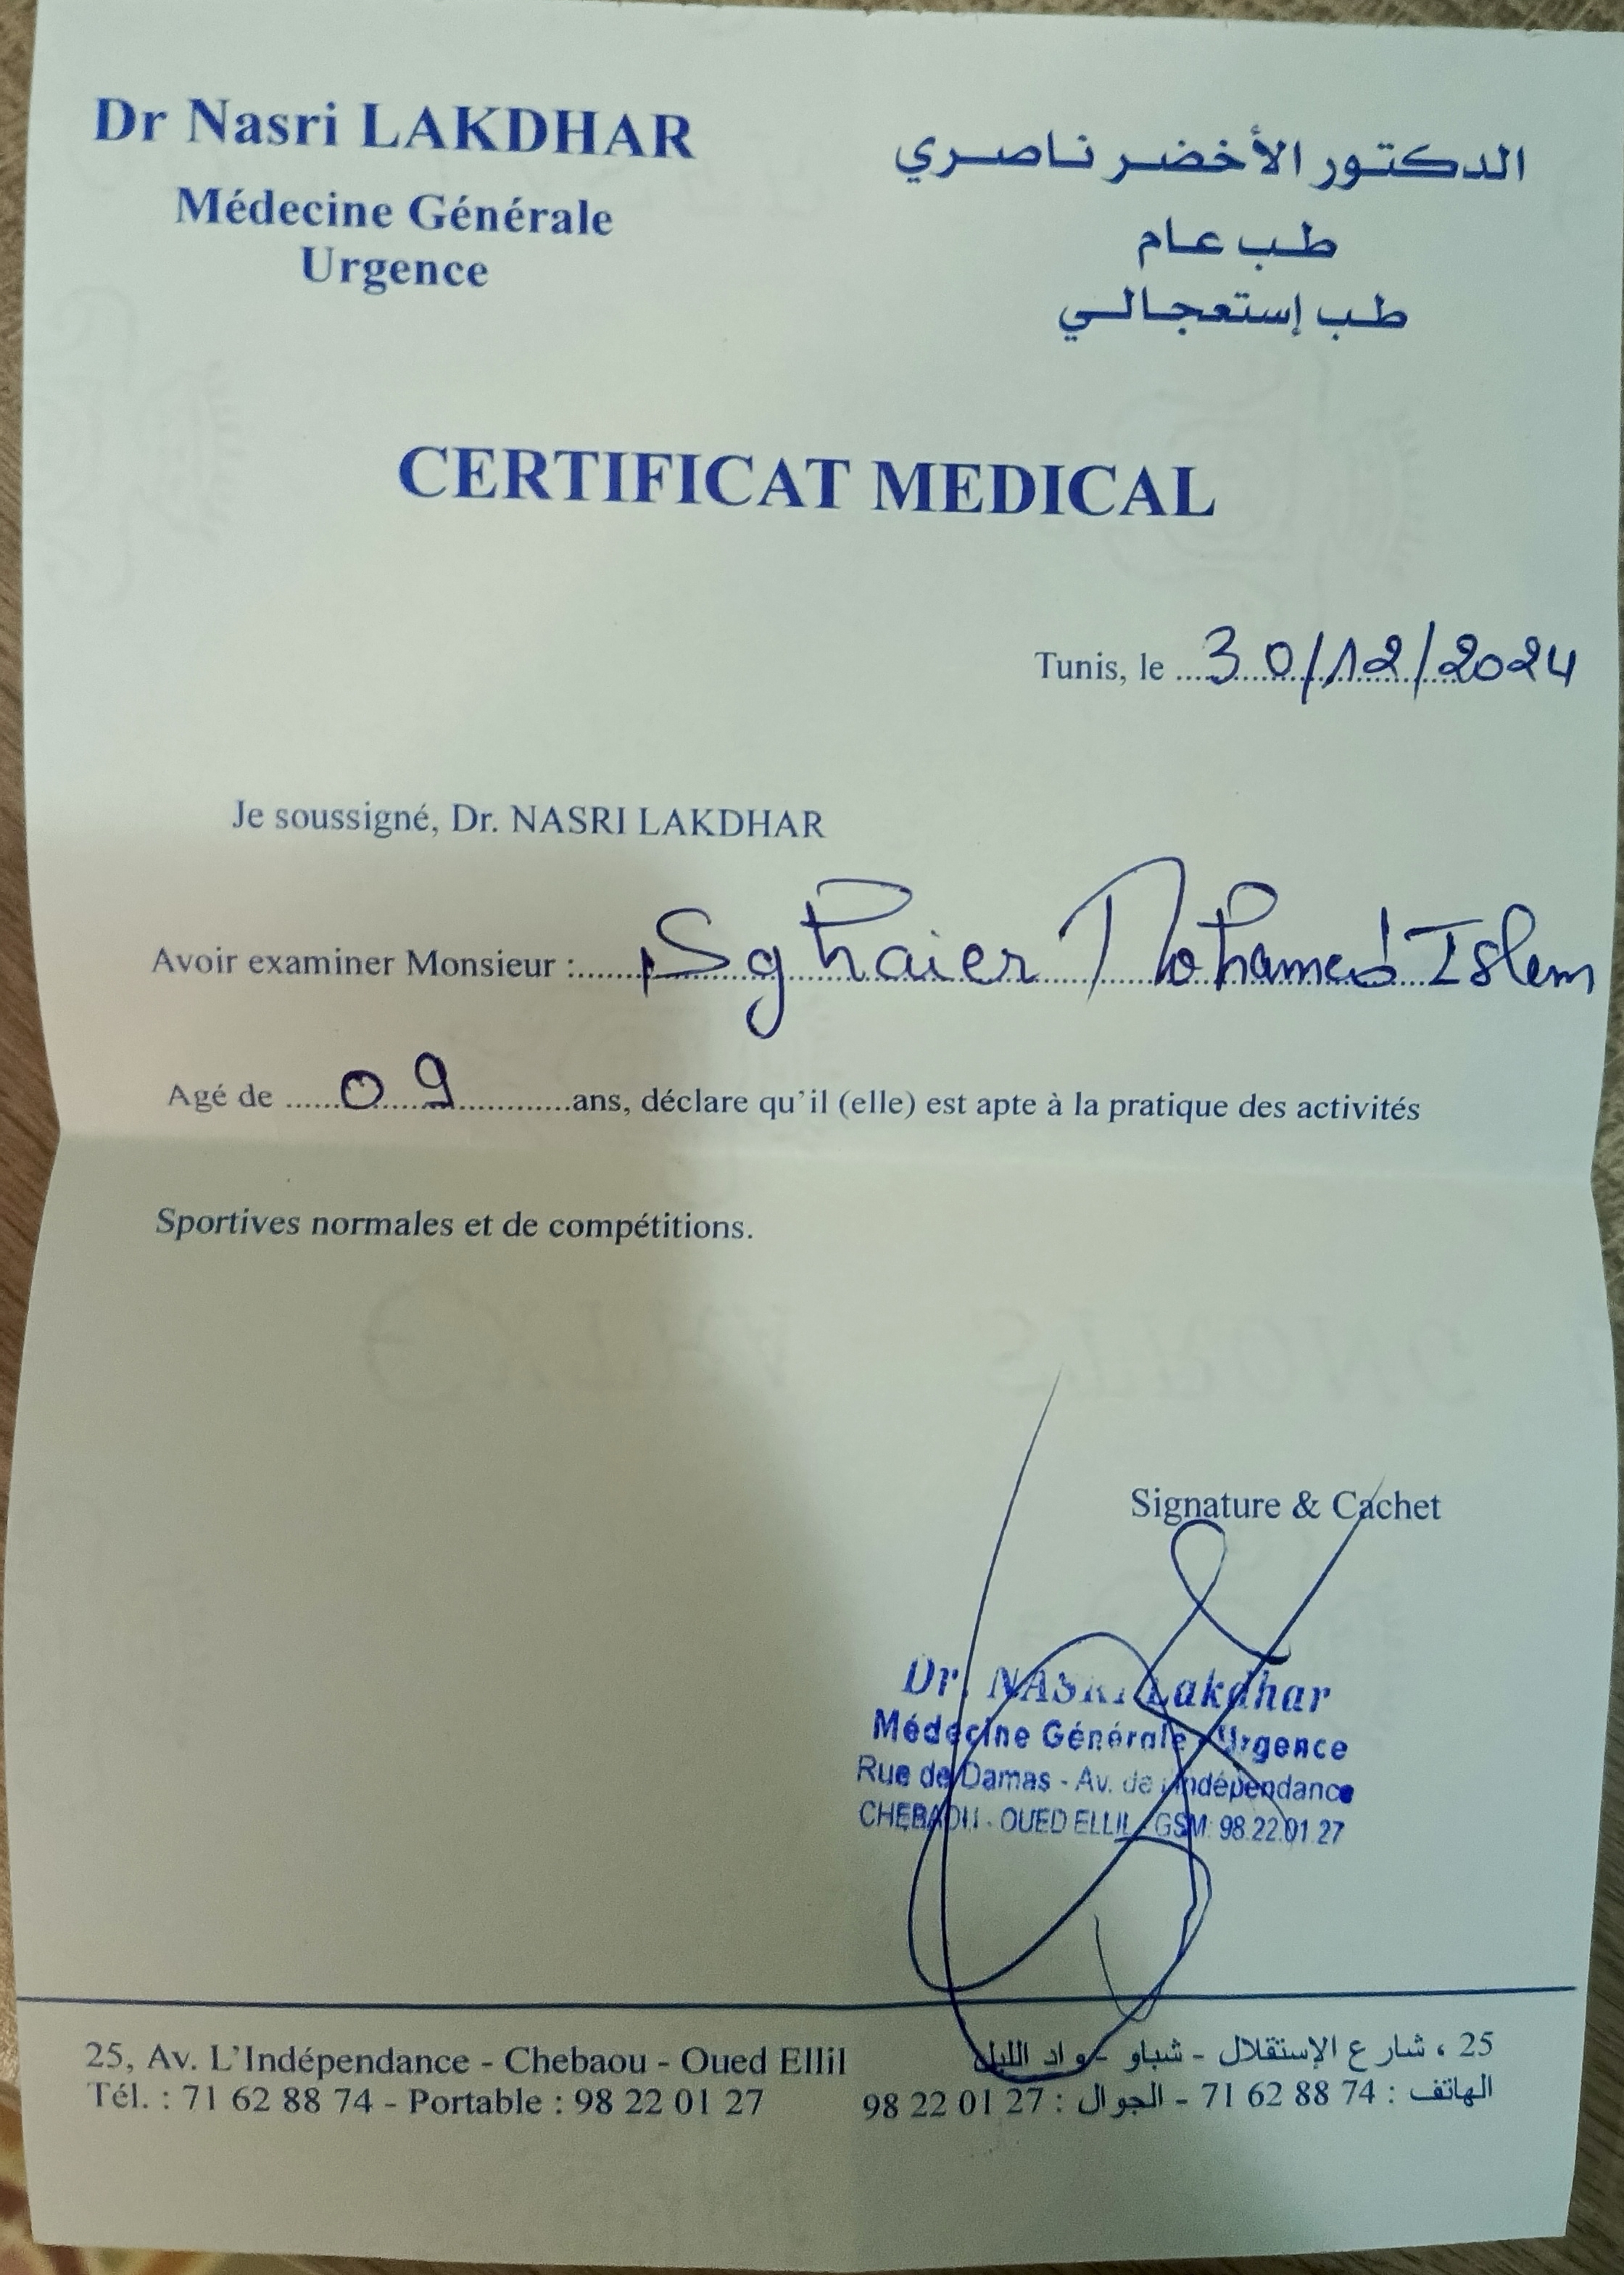 Dr Nasri LAKDHAR
Médecine Générale
Urgence
الدكتور الأخضر ناصري
طب عام
طب إستعجالي
CERTIFICAT MEDICAL
Tunis, le 30/12/2024
Je soussigné, Dr. NASRI LAKDHAR
Avoir examiner Monsieur : Sghaier Mohamed Islem
Agé de 09 ans, déclare qu'il (elle) est apte à la pratique des activités
Sportives normales et de compétitions.
Signature & Cachet
Dr. NASRI Lakdhar
Médecine Générale - Urgence
Rue de Damas - Av. de l'indépendance
CHEBAOU - OUED ELLIL - GSM: 98.22.01.27
25, Av. L'Indépendance - Chebaou - Oued Ellil
Tél. : 71 62 88 74 - Portable : 98 22 01 27
25 ، شارع الإستقلال - شباو - واد الليل
الهاتف : 74 88 62 71 - الجوال : 27 01 22 98